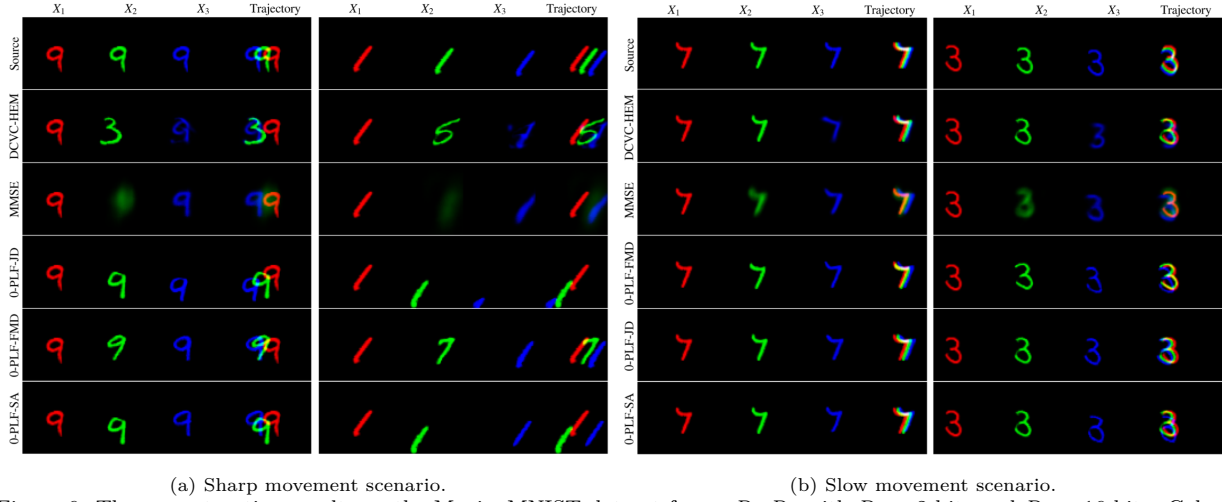 X₁ X₂ X₃ Trajectory X₁ X₂ X₃ Trajectory
Source
DCVC-HEM
MMSE
0-PLF-JD
0-PLF-FMD
0-PLF-SA
(a) Sharp movement scenario.
X₁ X₂ X₃ Trajectory X₁ X₂ X₃ Trajectory
Source
DCVC-HEM
MMSE
0-PLF-FMD
0-PLF-JD
0-PLF-SA
(b) Slow movement scenario.